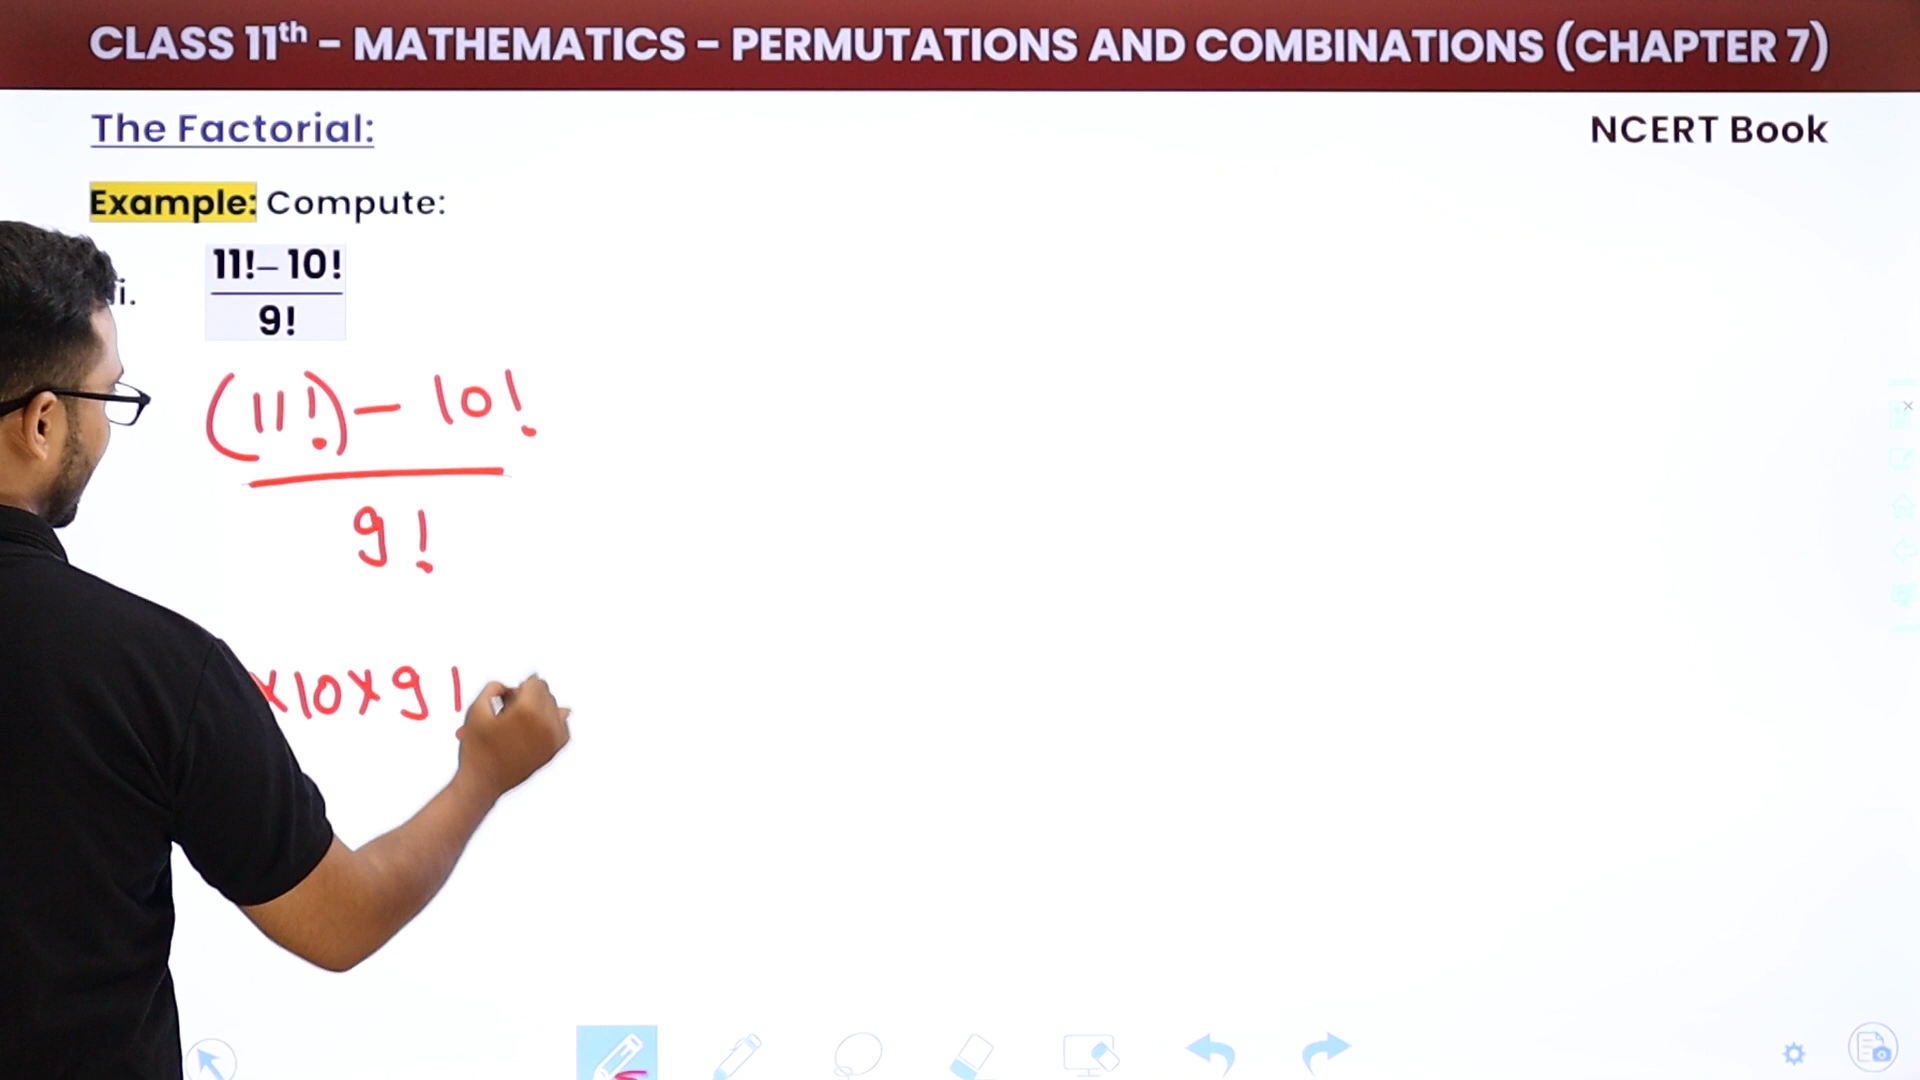 CLASS 11th – MATHEMATICS – PERMUTATIONS AND COMBINATIONS (CHAPTER 7)
The Factorial:
NCERT Book
Example: Compute:
i.
11!– 10!
9!
(11!) – 10!
9!
×10×9!